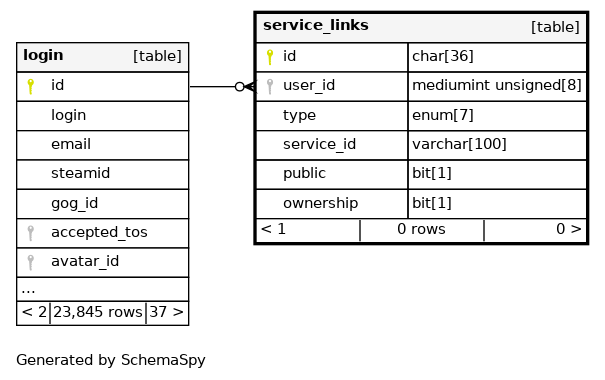 login [table]
id
login
email
steamid
gog_id
accepted_tos
avatar_id
...
< 2 23,845 rows 37 >
service_links [table]
id char[36]
user_id mediumint unsigned[8]
type enum[7]
service_id varchar[100]
public bit[1]
ownership bit[1]
< 1 0 rows 0 >
Generated by SchemaSpy